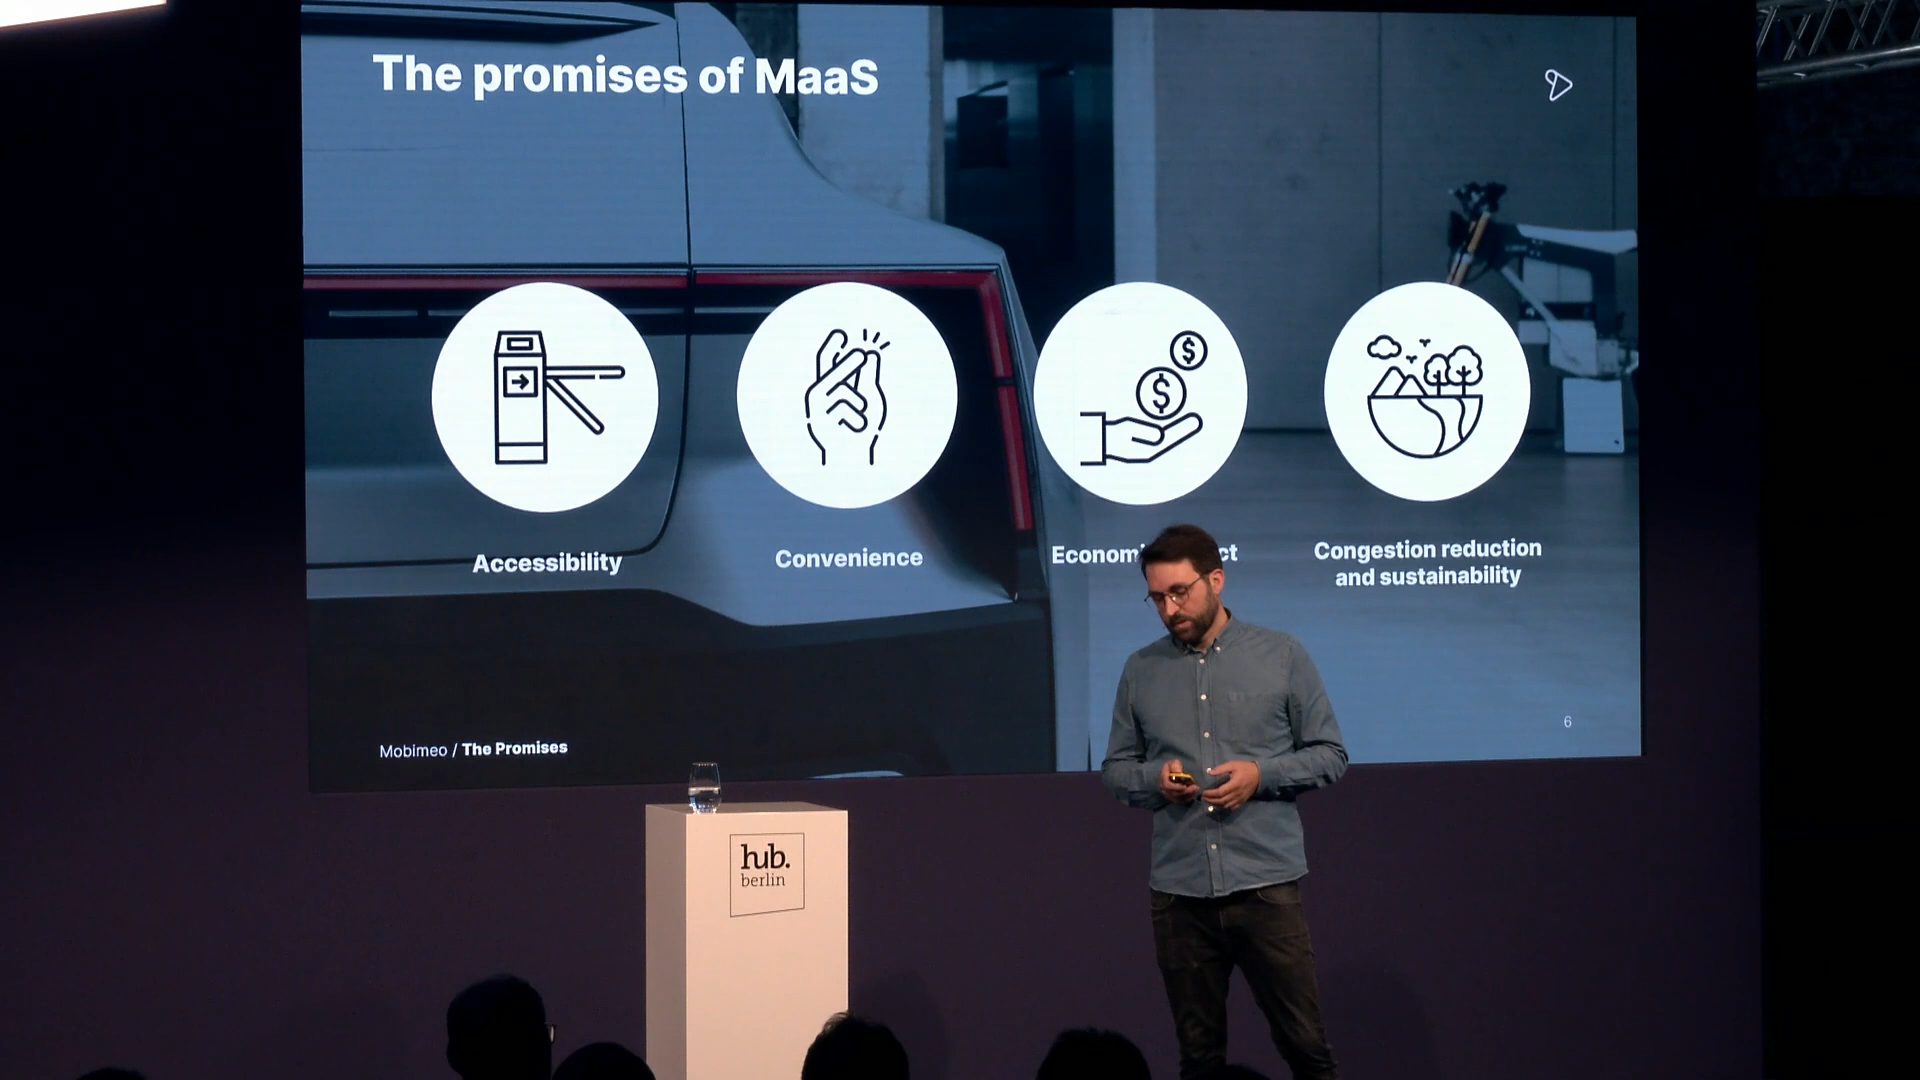 The promises of MaaS
Accessibility
Convenience
Congestion reduction
and sustainability
$
$
6
Mobimeo / The Promises
hub.
berlin